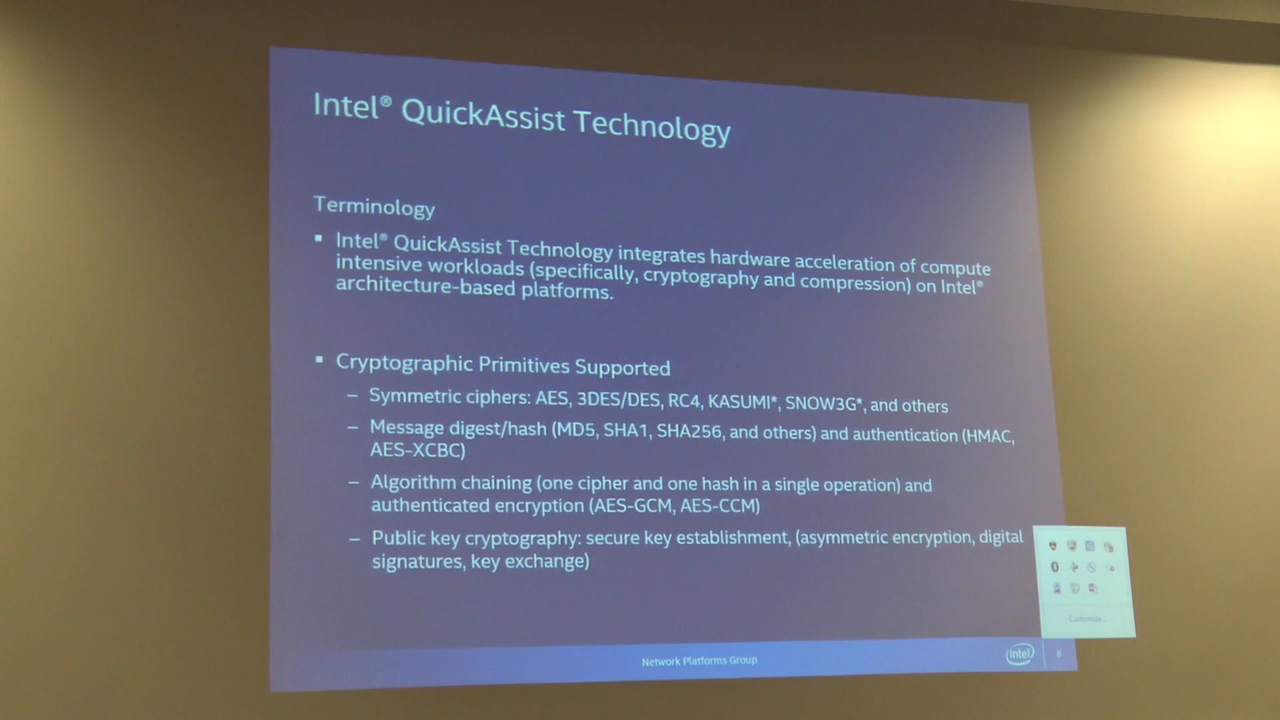 Intel® QuickAssist Technology
Terminology
▪ Intel® QuickAssist Technology integrates hardware acceleration of compute
intensive workloads (specifically, cryptography and compression) on Intel®
architecture-based platforms.
▪ Cryptographic Primitives Supported
– Symmetric ciphers: AES, 3DES/DES, RC4, KASUMI*, SNOW3G*, and others
– Message digest/hash (MD5, SHA1, SHA256, and others) and authentication (HMAC,
AES-XCBC)
– Algorithm chaining (one cipher and one hash in a single operation) and
authenticated encryption (AES-GCM, AES-CCM)
– Public key cryptography: secure key establishment, (asymmetric encryption, digital
signatures, key exchange)
Customize...
Network Platforms Group
intel
8